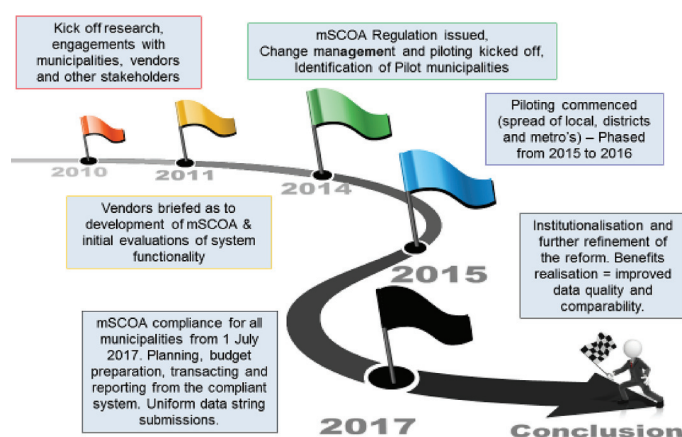 Kick off research,
engagements with
municipalities, vendors
and other stakeholders
mSCOA Regulation issued,
Change management and piloting kicked off,
Identification of Pilot municipalities
Piloting commenced
(spread of local, districts
and metro's) – Phased
from 2015 to 2016
2010
2011
2014
Vendors briefed as to
development of mSCOA &
initial evaluations of system
functionality
2015
Institutionalisation and
further refinement of
the reform. Benefits
realisation = improved
data quality and
comparability.
mSCOA compliance for all
municipalities from 1 July
2017. Planning, budget
preparation, transacting and
reporting from the compliant
system. Uniform data string
submissions.
2017
Conclusion